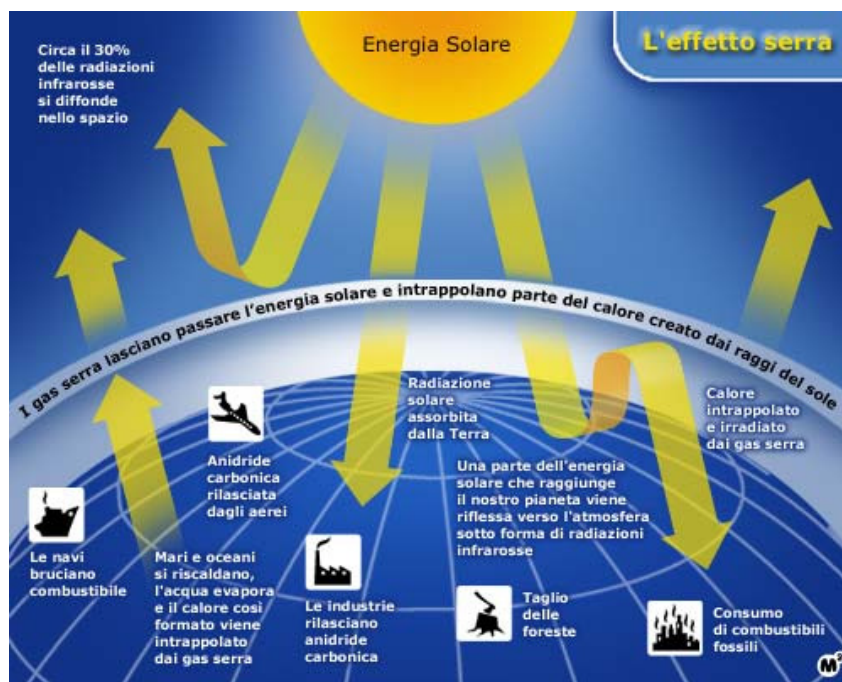 Energia Solare
L'effetto serra
Circa il 30%
delle radiazioni
infrarosse
si diffonde
nello spazio
I gas serra lasciano passare l'energia solare e intrappolano parte del calore creato dai raggi del sole
Radiazione
solare
assorbita
dalla Terra
Calore
intrappolato
e irradiato
dai gas serra
Anidride
carbonica
rilasciata
dagli aerei
Una parte dell'energia
solare che raggiunge
il nostro pianeta viene
riflessa verso l'atmosfera
sotto forma di radiazioni
infrarosse
Le navi
bruciano
combustibile
Mari e oceani
si riscaldano,
l'acqua evapora
e il calore così
formato viene
intrappolato
dai gas serra
Le industrie
rilasciano
anidride
carbonica
Taglio
delle
foreste
Consumo
di combustibili
fossili